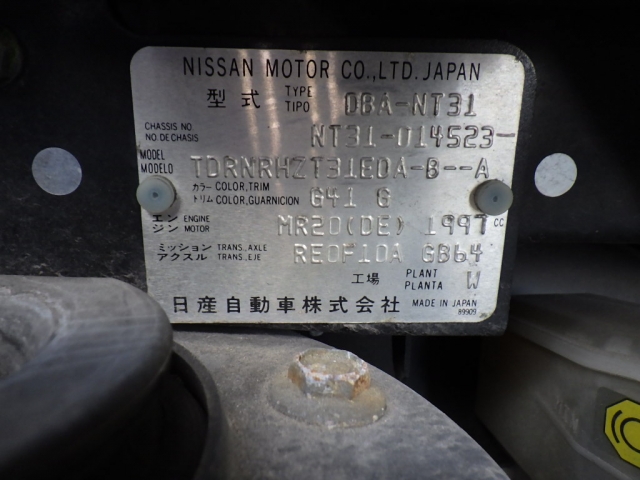 NISSAN MOTOR CO.,LTD. JAPAN
型式 TYPE TIPO DBA-NT31
CHASSIS NO. NO DE CHASIS NT31-014523-
MODEL MODELO TDRNRHZT31EDA-B--A
カラー トリム COLOR,TRIM COLOR,GUARNICION G41 G
エンジン ENGINE MOTOR MR20(DE) 1997 cc
ミッション アクスル TRANS.AXLE TRANS.EJE RE0F10A GB64
工場 PLANT PLANTA W
日産自動車株式会社 MADE IN JAPAN
89909